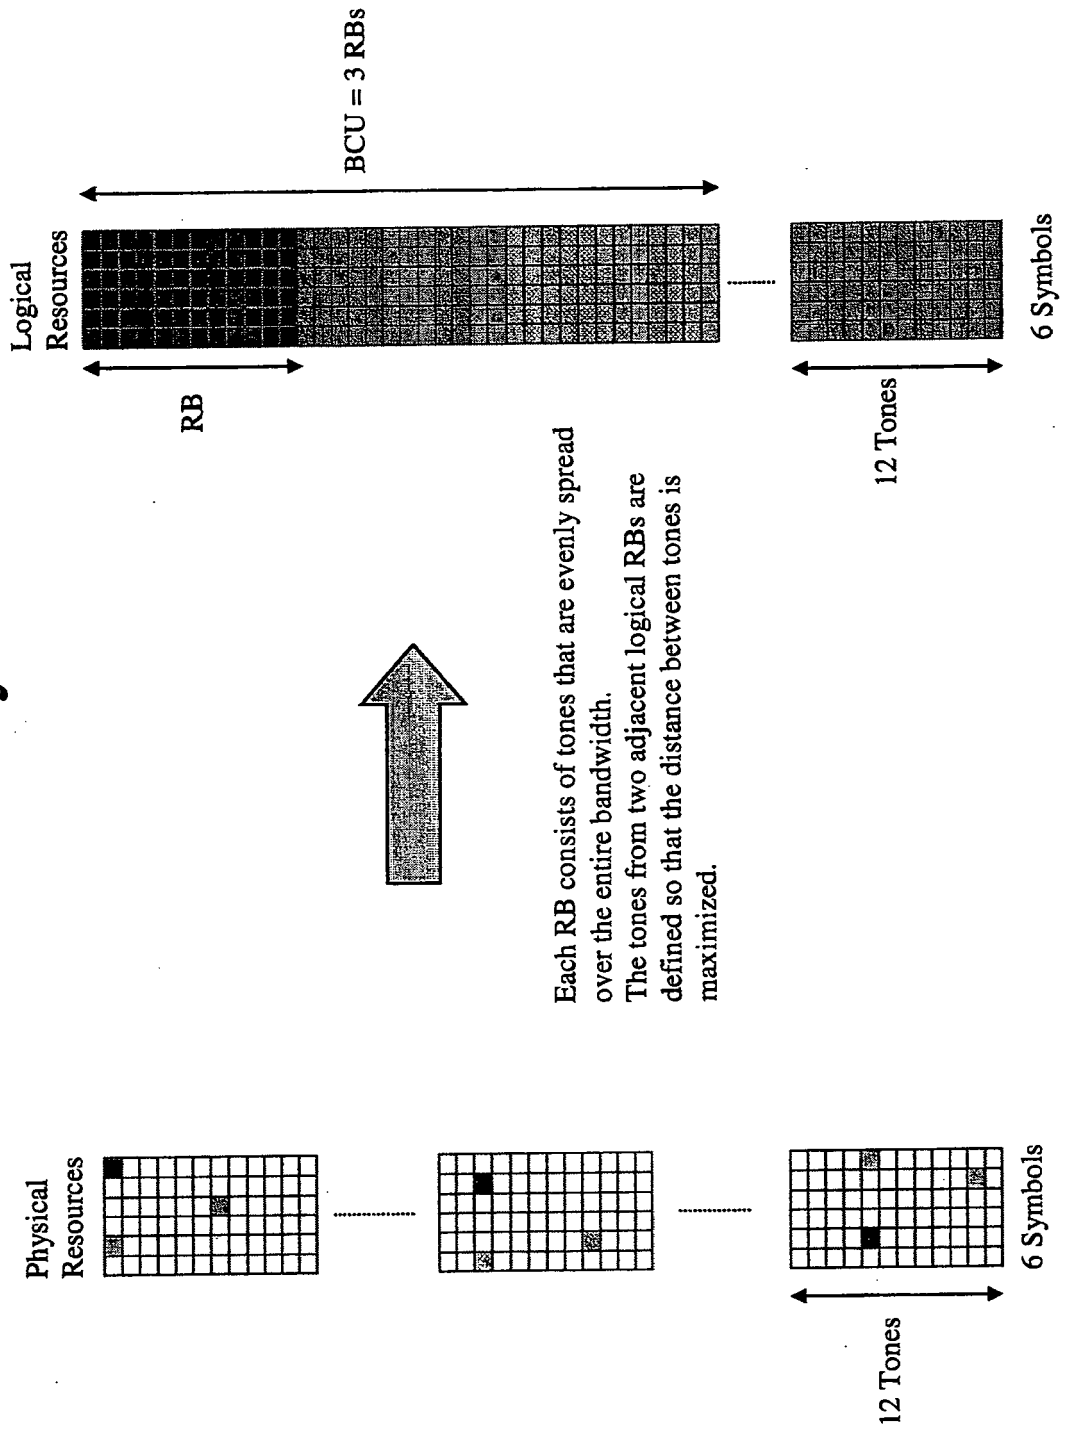 Physical
Resources
12 Tones
6 Symbols
Each RB consists of tones that are evenly spread
over the entire bandwidth.
The tones from two adjacent logical RBs are
defined so that the distance between tones is
maximized.
Logical
Resources
RB
BCU = 3 RBs
12 Tones
6 Symbols